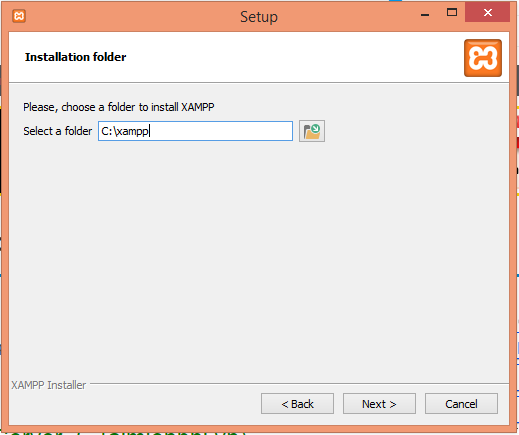 Setup
Installation folder
Please, choose a folder to install XAMPP
Select a folder C:\xampp
XAMPP Installer
< Back Next > Cancel